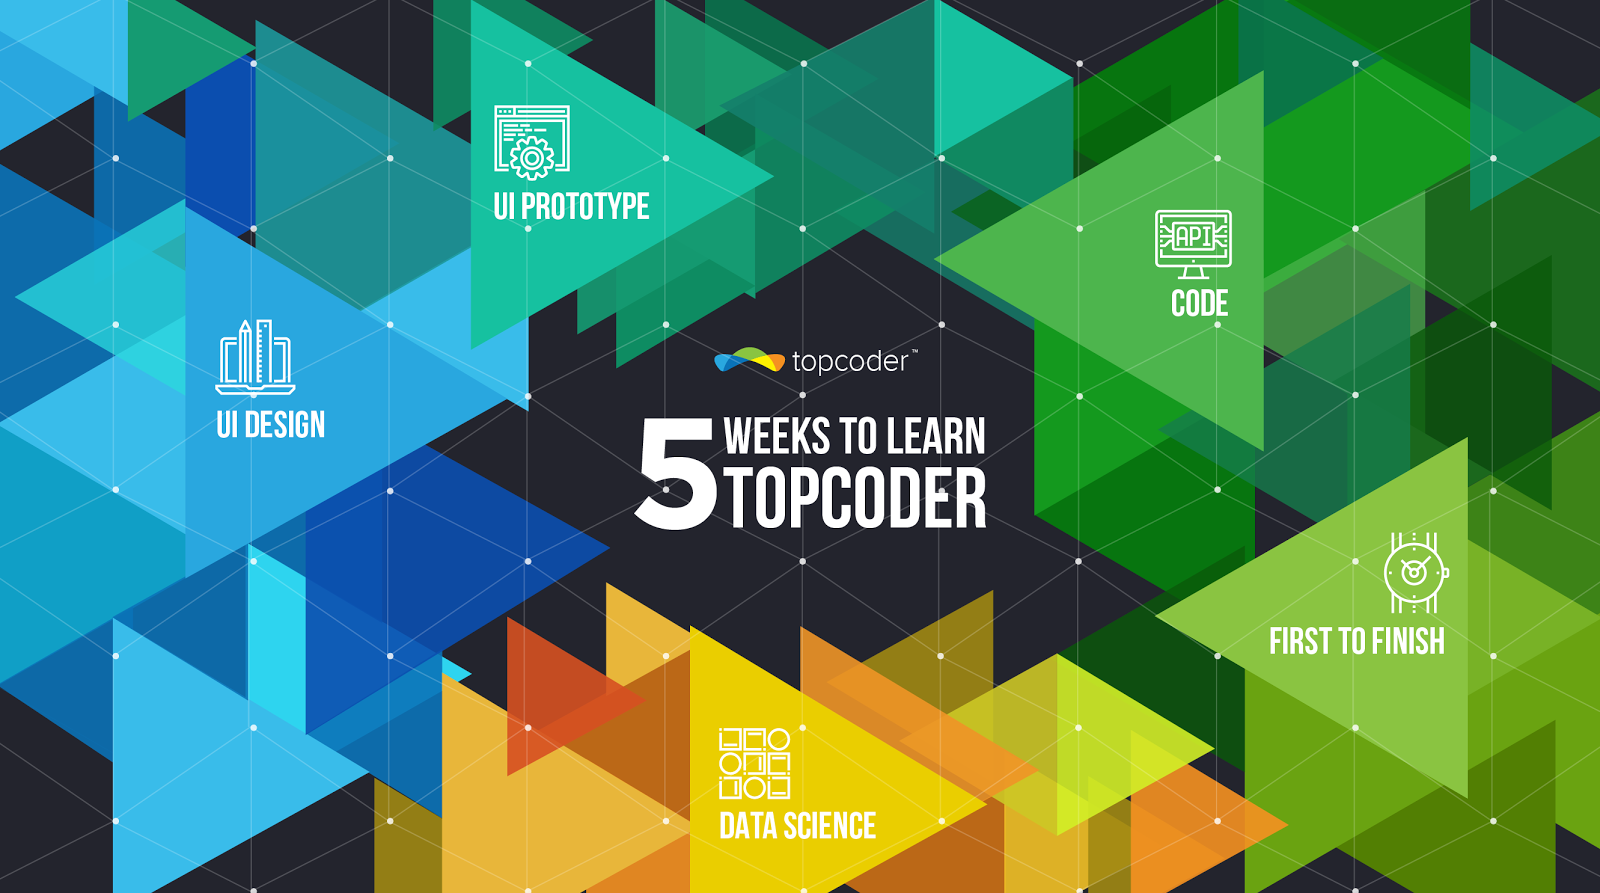 UI PROTOTYPE
API
CODE
UI DESIGN
topcoder™
5 WEEKS TO LEARN
TOPCODER
FIRST TO FINISH
DATA SCIENCE